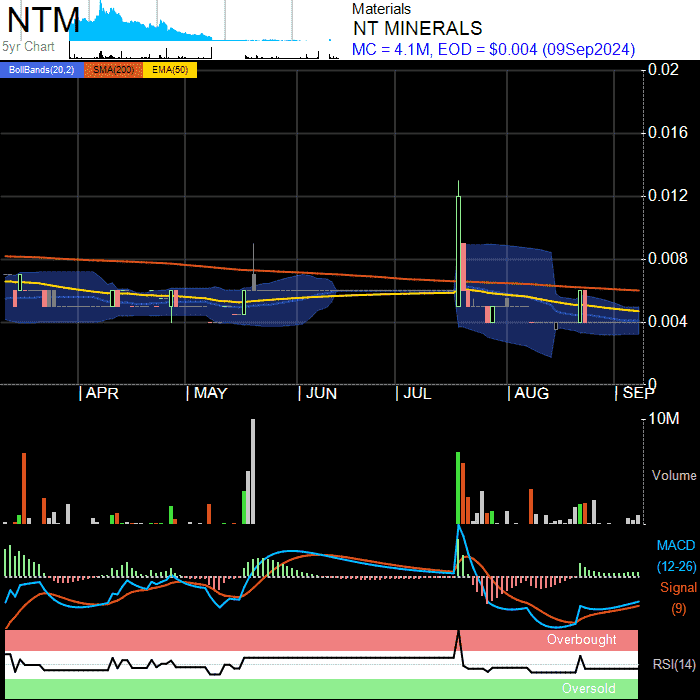 NTM
5yr Chart
Materials
NT MINERALS
MC = 4.1M, EOD = $0.004 (09Sep2024)
BollBands(20,2) SMA(200) EMA(50)
0.02
0.016
0.012
0.008
0.004
0
APR MAY JUN JUL AUG SEP
10M
Volume
MACD
(12-26)
Signal
(9)
Overbought
RSI(14)
Oversold